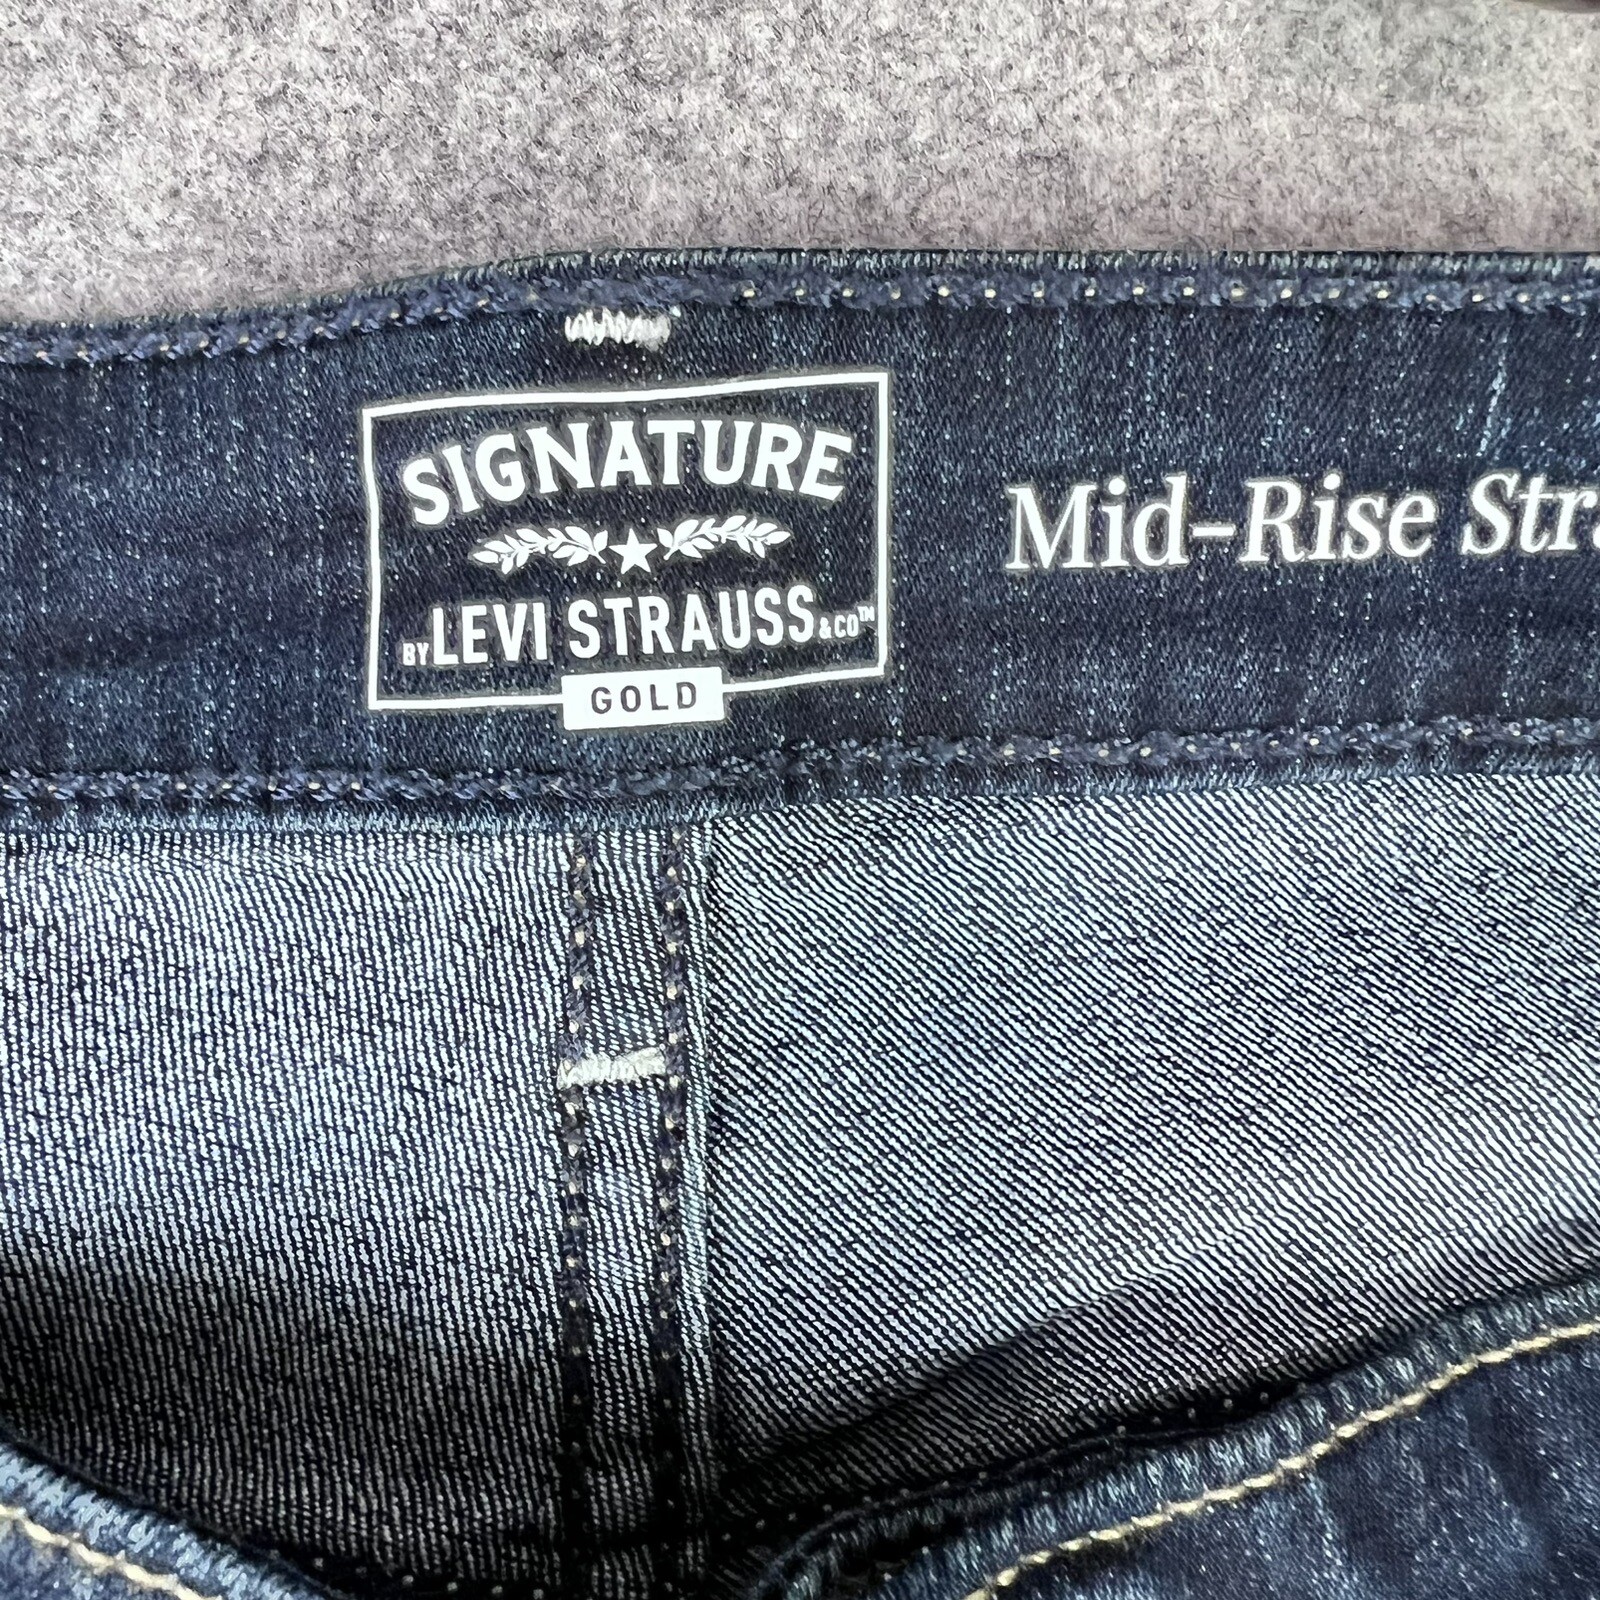 SIGNATURE
BY LEVI STRAUSS & CO™
GOLD
Mid-Rise Stra